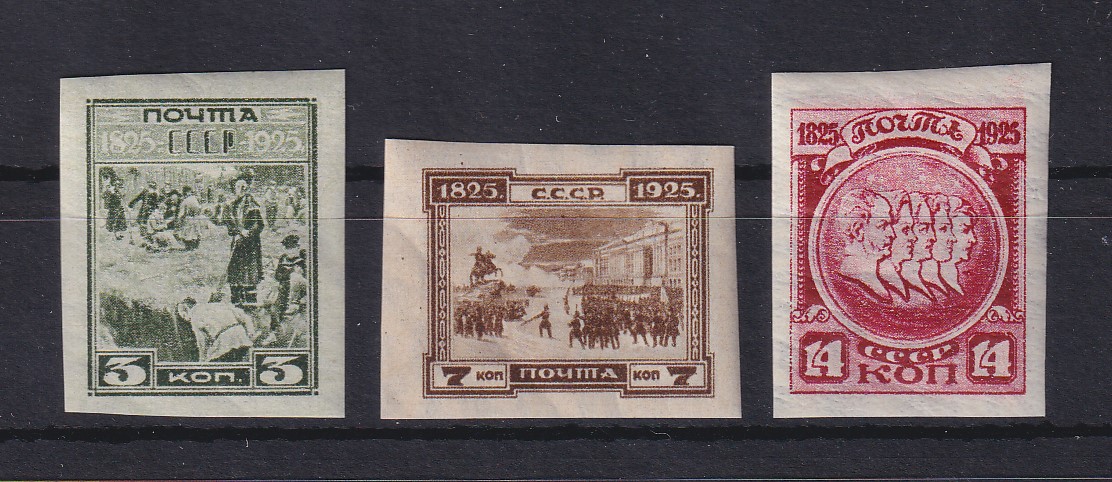 ПОЧТА
1825-СССР-1925.
3 КОП. 3
1825. С.С.С.Р. 1925.
7 КОП ПОЧТА КОП 7
1825 ПОЧТА 1925
СССР
14 КОП 14